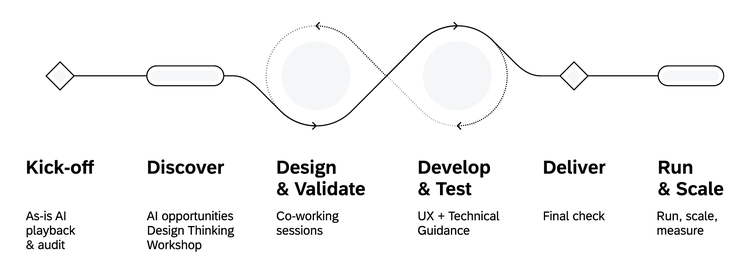 Kick-off
As-is AI
playback
& audit
Discover
AI opportunities
Design Thinking
Workshop
Design
& Validate
Co-working
sessions
Develop
& Test
UX + Technical
Guidance
Deliver
Final check
Run
& Scale
Run, scale,
measure